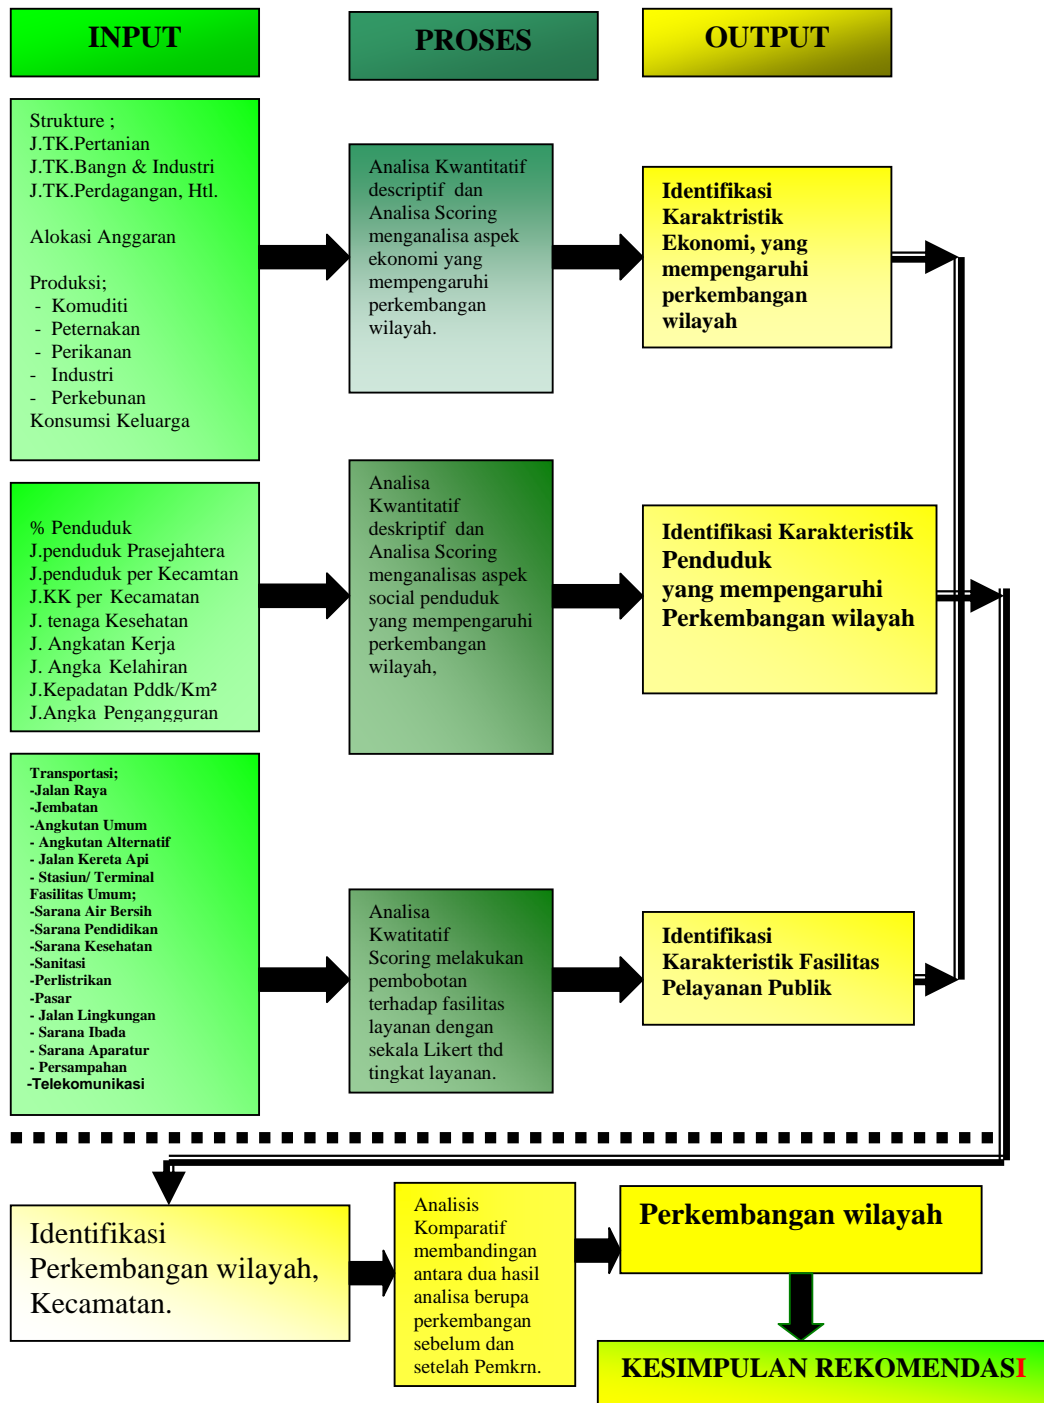 INPUT
PROSES
OUTPUT
Strukture ;
J.TK.Pertanian
J.TK.Bangn & Industri
J.TK.Perdagangan, Htl.
Alokasi Anggaran
Produksi;
- Komuditi
- Peternakan
- Perikanan
- Industri
- Perkebunan
Konsumsi Keluarga
Analisa Kwantitatif
descriptif dan
Analisa Scoring
menganalisa aspek
ekonomi yang
mempengaruhi
perkembangan
wilayah.
Identifikasi
Karaktristik
Ekonomi, yang
mempengaruhi
perkembangan
wilayah
% Penduduk
J.penduduk Prasejahtera
J.penduduk per Kecamtan
J.KK per Kecamatan
J. tenaga Kesehatan
J. Angkatan Kerja
J. Angka Kelahiran
J.Kepadatan Pddk/Km²
J.Angka Pengangguran
Analisa
Kwantitatif
deskriptif dan
Analisa Scoring
menganalisas aspek
social penduduk
yang mempengaruhi
perkembangan
wilayah,
Identifikasi Karakteristik
Penduduk
yang mempengaruhi
Perkembangan wilayah
Transportasi;
-Jalan Raya
-Jembatan
-Angkutan Umum
- Angkutan Alternatif
- Jalan Kereta Api
- Stasiun/ Terminal
Fasilitas Umum;
-Sarana Air Bersih
-Sarana Pendidikan
-Sarana Kesehatan
-Sanitasi
-Perlistrikan
-Pasar
- Jalan Lingkungan
- Sarana Ibada
- Sarana Aparatur
- Persampahan
-Telekomunikasi
Analisa
Kwatitatif
Scoring melakukan
pembobotan
terhadap fasilitas
layanan dengan
sekala Likert thd
tingkat layanan.
Identifikasi
Karakteristik Fasilitas
Pelayanan Publik
Identifikasi
Perkembangan wilayah,
Kecamatan.
Analisis
Komparatif
membandingan
antara dua hasil
analisa berupa
perkembangan
sebelum dan
setelah Pemkrn.
Perkembangan wilayah
KESIMPULAN REKOMENDASI